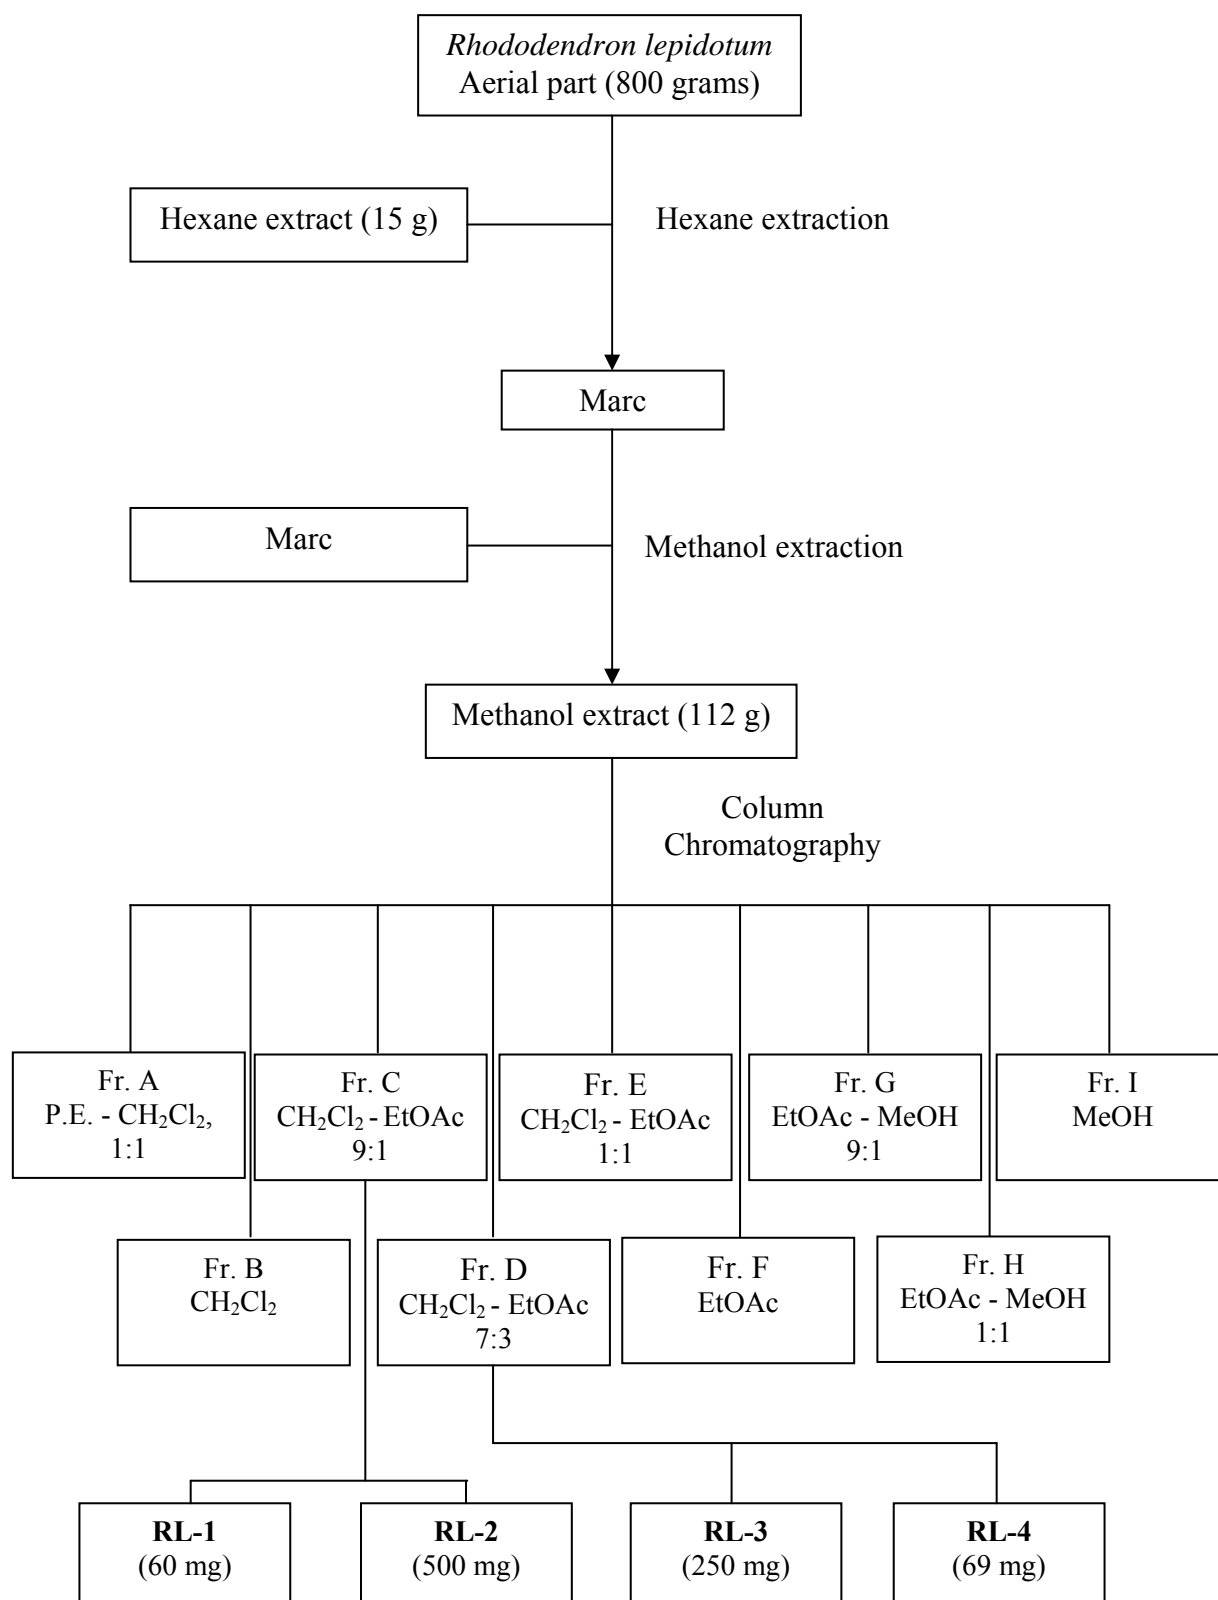 Rhododendron lepidotum
Aerial part (800 grams)
Hexane extract (15 g)
Hexane extraction
Marc
Marc
Methanol extraction
Methanol extract (112 g)
Column
Chromatography
Fr. A
P.E. - CH₂Cl₂,
1:1
Fr. C
CH₂Cl₂ - EtOAc
9:1
Fr. E
CH₂Cl₂ - EtOAc
1:1
Fr. G
EtOAc - MeOH
9:1
Fr. I
MeOH
Fr. B
CH₂Cl₂
Fr. D
CH₂Cl₂ - EtOAc
7:3
Fr. F
EtOAc
Fr. H
EtOAc - MeOH
1:1
RL-1
(60 mg)
RL-2
(500 mg)
RL-3
(250 mg)
RL-4
(69 mg)